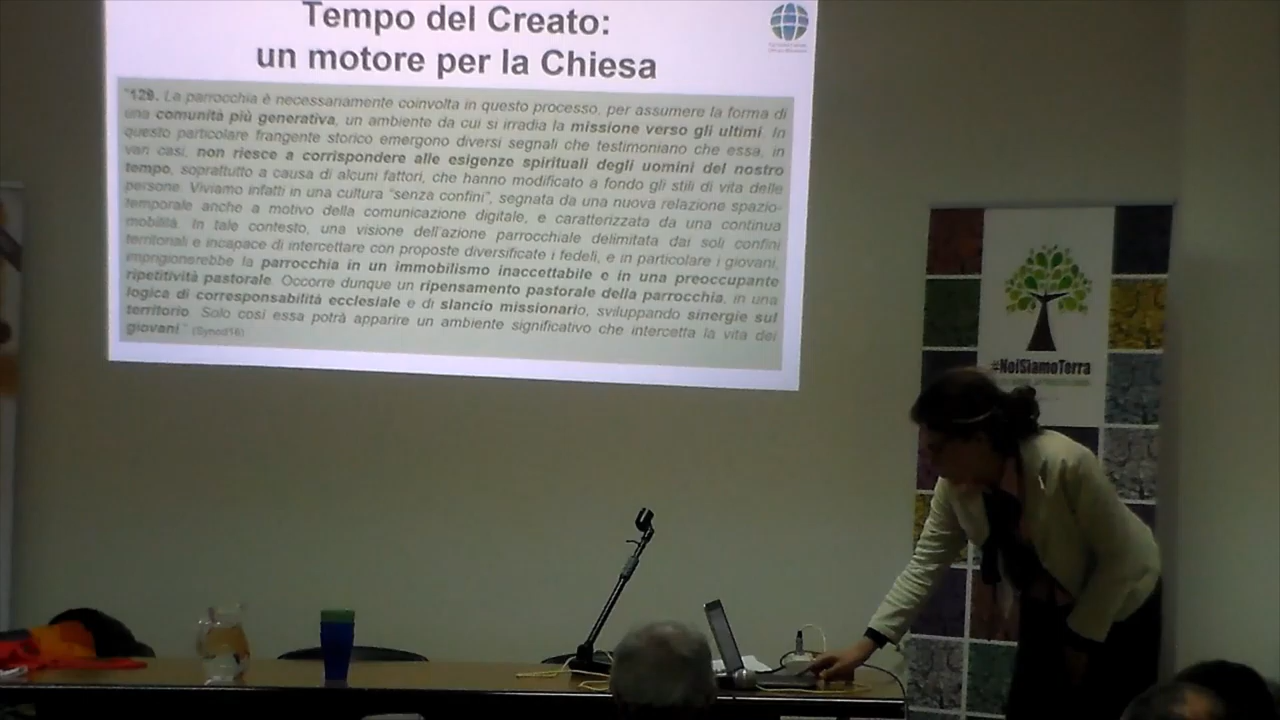 Tempo del Creato:
un motore per la Chiesa
"129. La parrocchia è necessariamente coinvolta in questo processo, per assumere la forma di
una comunità più generativa, un ambiente da cui si irradia la missione verso gli ultimi. In
questo particolare frangente storico emergono diversi segnali che testimoniano che essa, in
vari casi, non riesce a corrispondere alle esigenze spirituali degli uomini del nostro
tempo, soprattutto a causa di alcuni fattori, che hanno modificato a fondo gli stili di vita delle
persone. Viviamo infatti in una cultura "senza confini", segnata da una nuova relazione spazio-
temporale anche a motivo della comunicazione digitale, e caratterizzata da una continua
mobilità. In tale contesto, una visione dell'azione parrocchiale delimitata dai soli confini
territoriali e incapace di intercettare con proposte diversificate i fedeli, e in particolare i giovani,
imprigionerebbe la parrocchia in un immobilismo inaccettabile e in una preoccupante
ripetitività pastorale. Occorre dunque un ripensamento pastorale della parrocchia, in una
logica di corresponsabilità ecclesiale e di slancio missionario, sviluppando sinergie sul
territorio. Solo così essa potrà apparire un ambiente significativo che intercetta la vita dei
giovani." (Synod18)
#NoiSiamoTerra